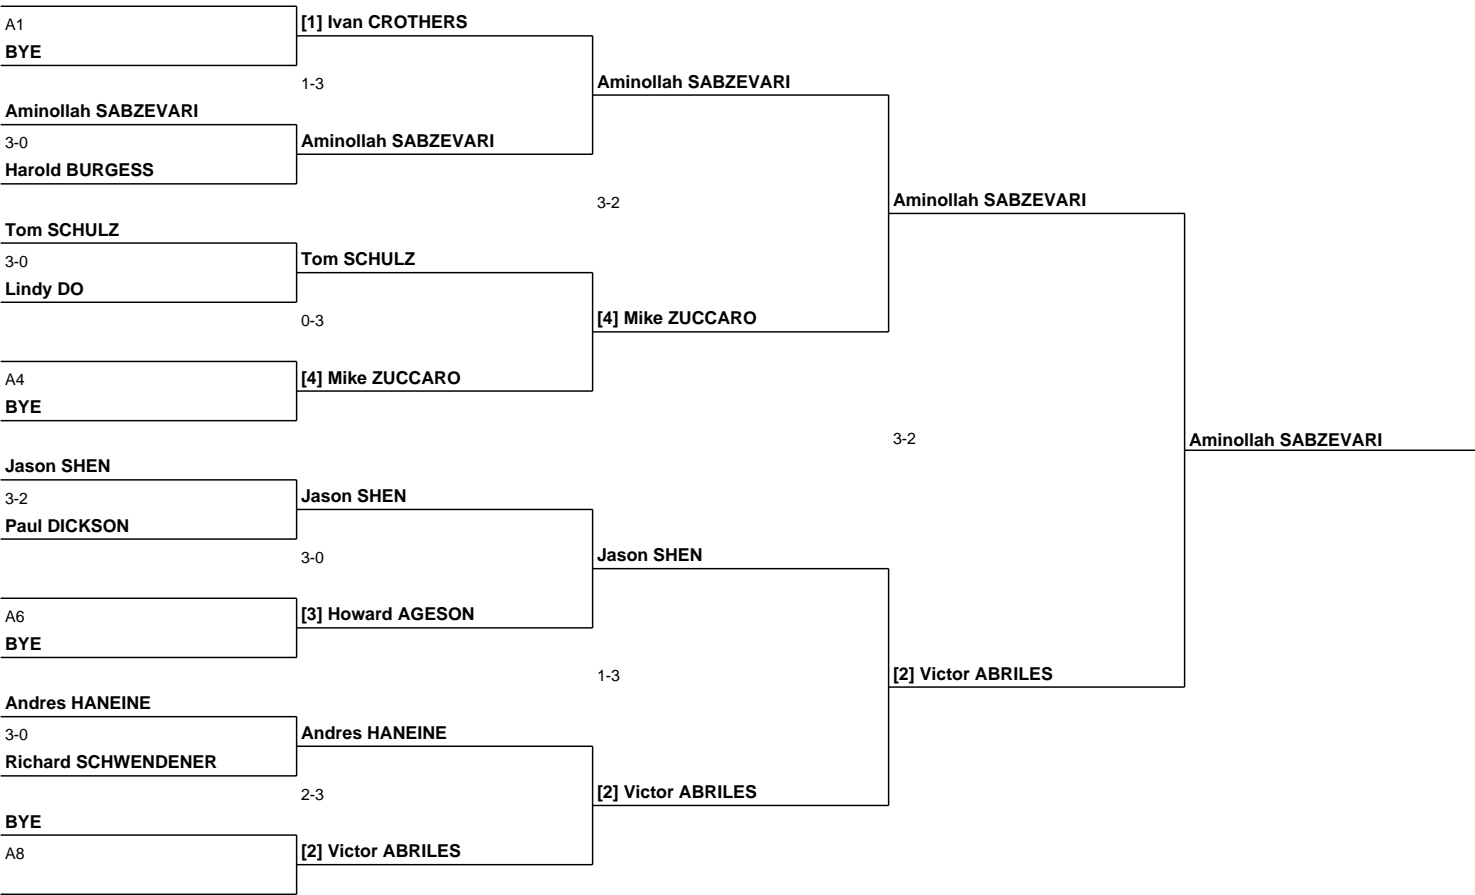 A1
BYE
[1] Ivan CROTHERS
1-3
Aminollah SABZEVARI
Aminollah SABZEVARI
3-0
Harold BURGESS
Aminollah SABZEVARI
3-2
Aminollah SABZEVARI
Tom SCHULZ
3-0
Lindy DO
Tom SCHULZ
0-3
[4] Mike ZUCCARO
A4
BYE
[4] Mike ZUCCARO
3-2
Aminollah SABZEVARI
Jason SHEN
3-2
Paul DICKSON
Jason SHEN
3-0
Jason SHEN
A6
BYE
[3] Howard AGESON
1-3
[2] Victor ABRILES
Andres HANEINE
3-0
Richard SCHWENDENER
Andres HANEINE
2-3
[2] Victor ABRILES
BYE
A8
[2] Victor ABRILES